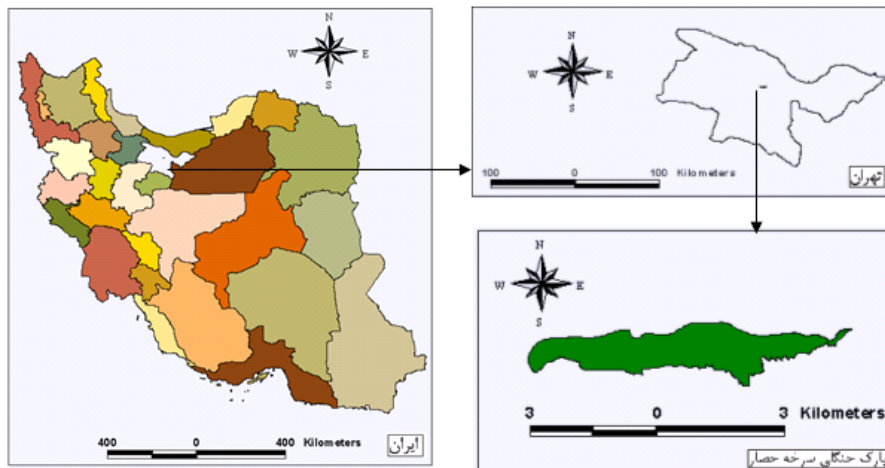 N
W E
S
400 0 400 Kilometers
ایران
N
W E
S
100 0 100 Kilometers
تهران
N
W E
S
3 0 3 Kilometers
پارک جنگلی سرخه حصار